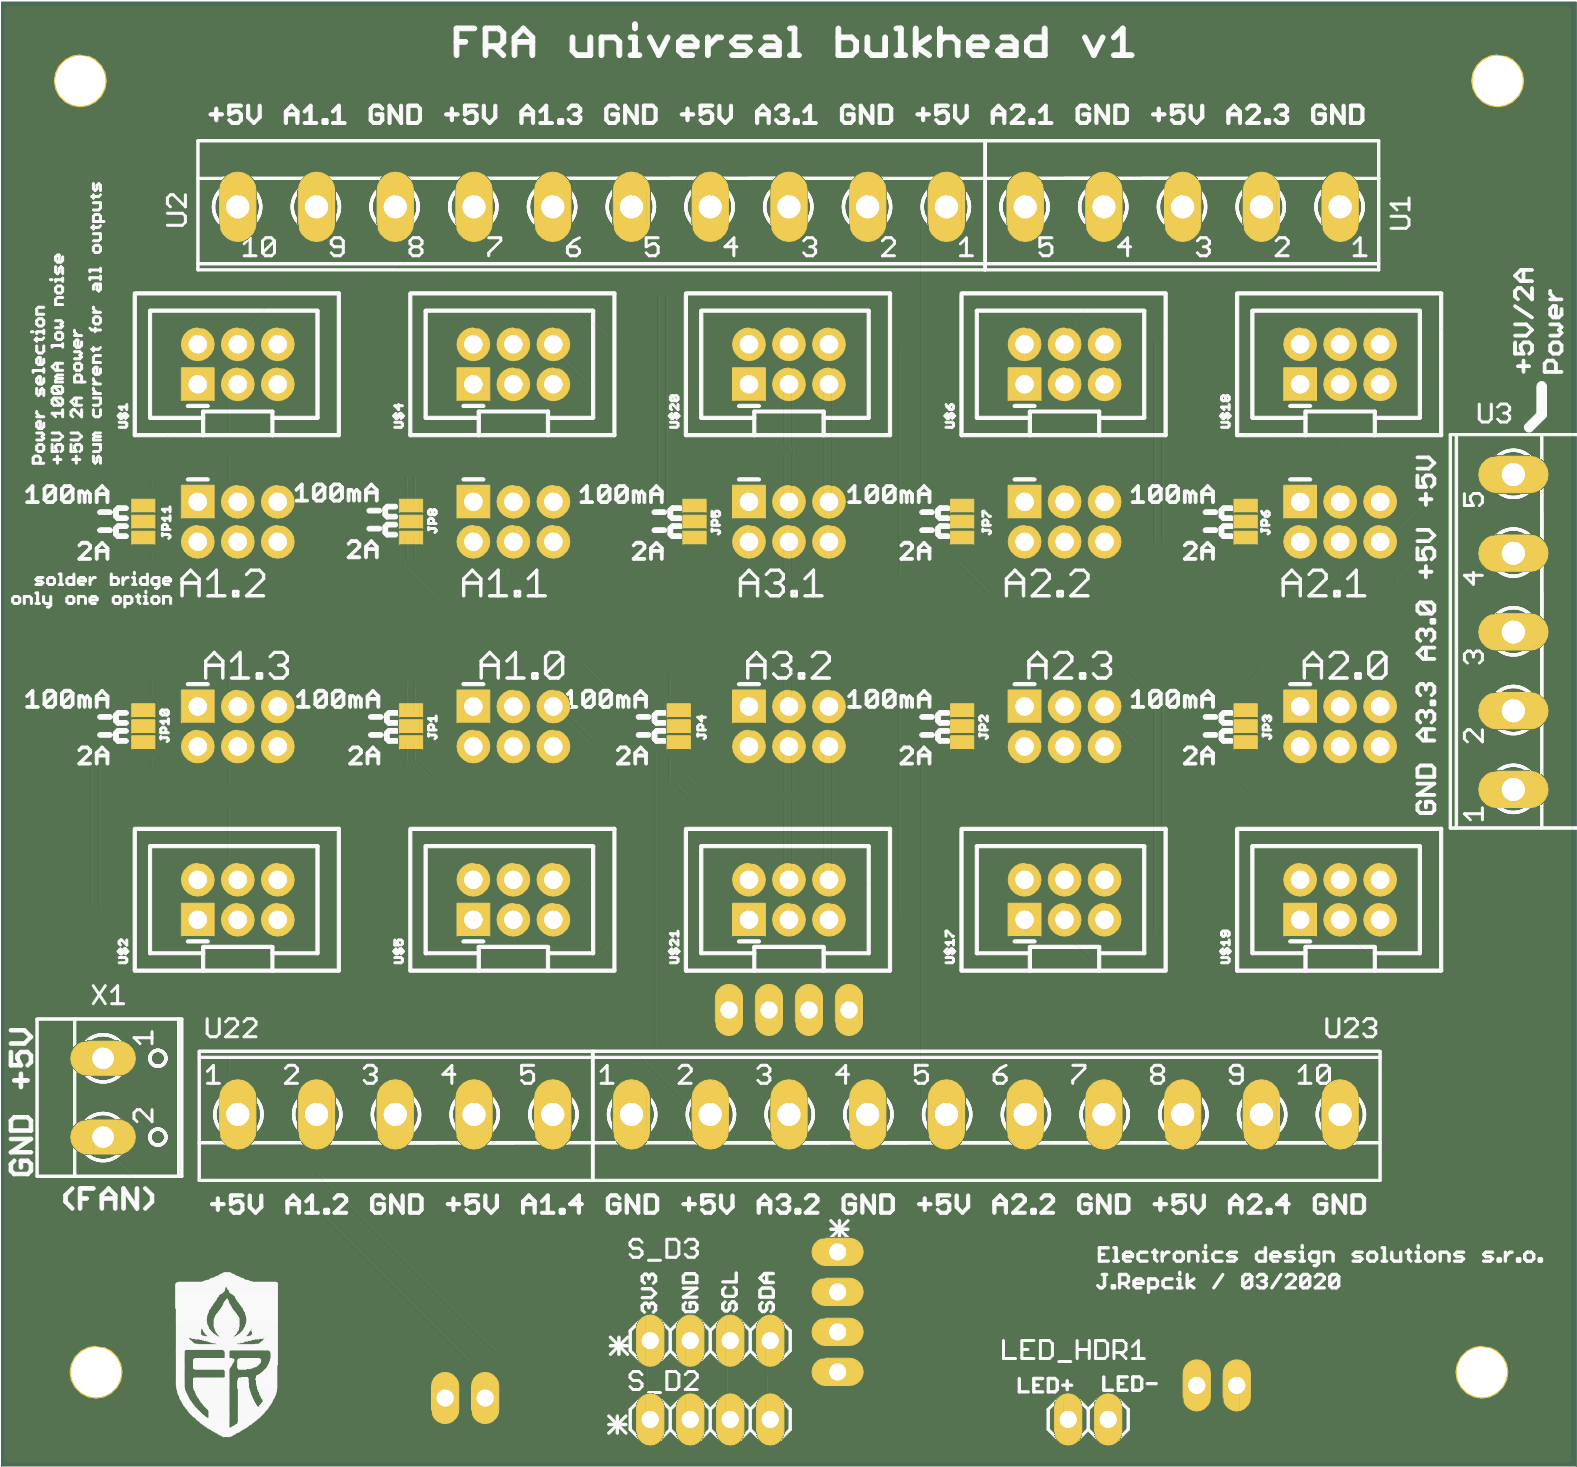 FRA universal bulkhead v1
+5V A1.1 GND +5V A1.3 GND +5V A3.1 GND +5V A2.1 GND +5V A2.3 GND
U2
U1
10 9 8 7 6 5 4 3 2 1 5 4 3 2 1
Power selection
+5V 100mA low noise
+5V 2A power
sum current for all outputs
+5V/2A
Power
U$1 U$4 U$20 U$6 U$18
U3
100mA 100mA 100mA 100mA 100mA
JP11 JP8 JP5 JP7 JP6
2A 2A 2A 2A 2A
solder bridge
only one option
A1.2 A1.1 A3.1 A2.2 A2.1
GND A3.3 A3.0 +5V +5V
1 2 3 4 5
A1.3 A1.0 A3.2 A2.3 A2.0
100mA 100mA 100mA 100mA 100mA
JP10 JP1 JP4 JP2 JP3
2A 2A 2A 2A 2A
U$2 U$5 U$21 U$17 U$19
X1
GND +5V
1
2
(FAN)
U22
U23
1 2 3 4 5 1 2 3 4 5 6 7 8 9 10
+5V A1.2 GND +5V A1.4 GND +5V A3.2 GND +5V A2.2 GND +5V A2.4 GND
S_D3
3V3 GND SCL SDA
S_D2
Electronics design solutions s.r.o.
J.Repcik / 03/2020
LED_HDR1
LED+ LED-
FR